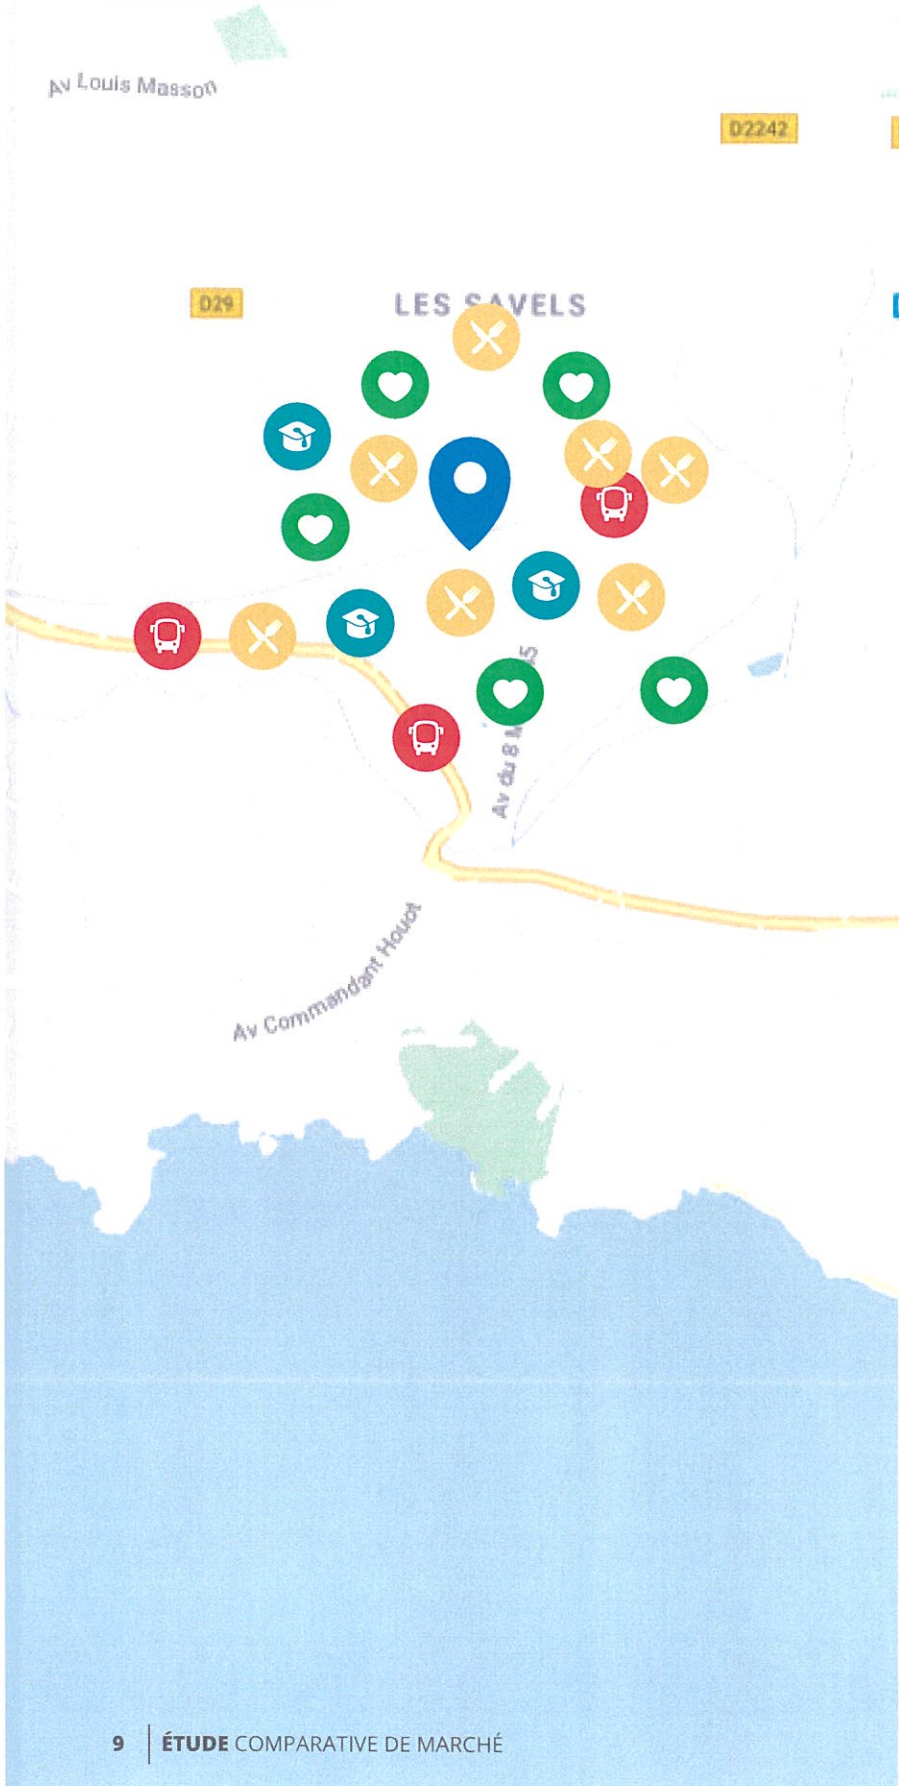 Av Louis Masson
D2242
D29
LES SAVELS
Av du 8 M
Av Commandant Houot
9 ÉTUDE COMPARATIVE DE MARCHÉ